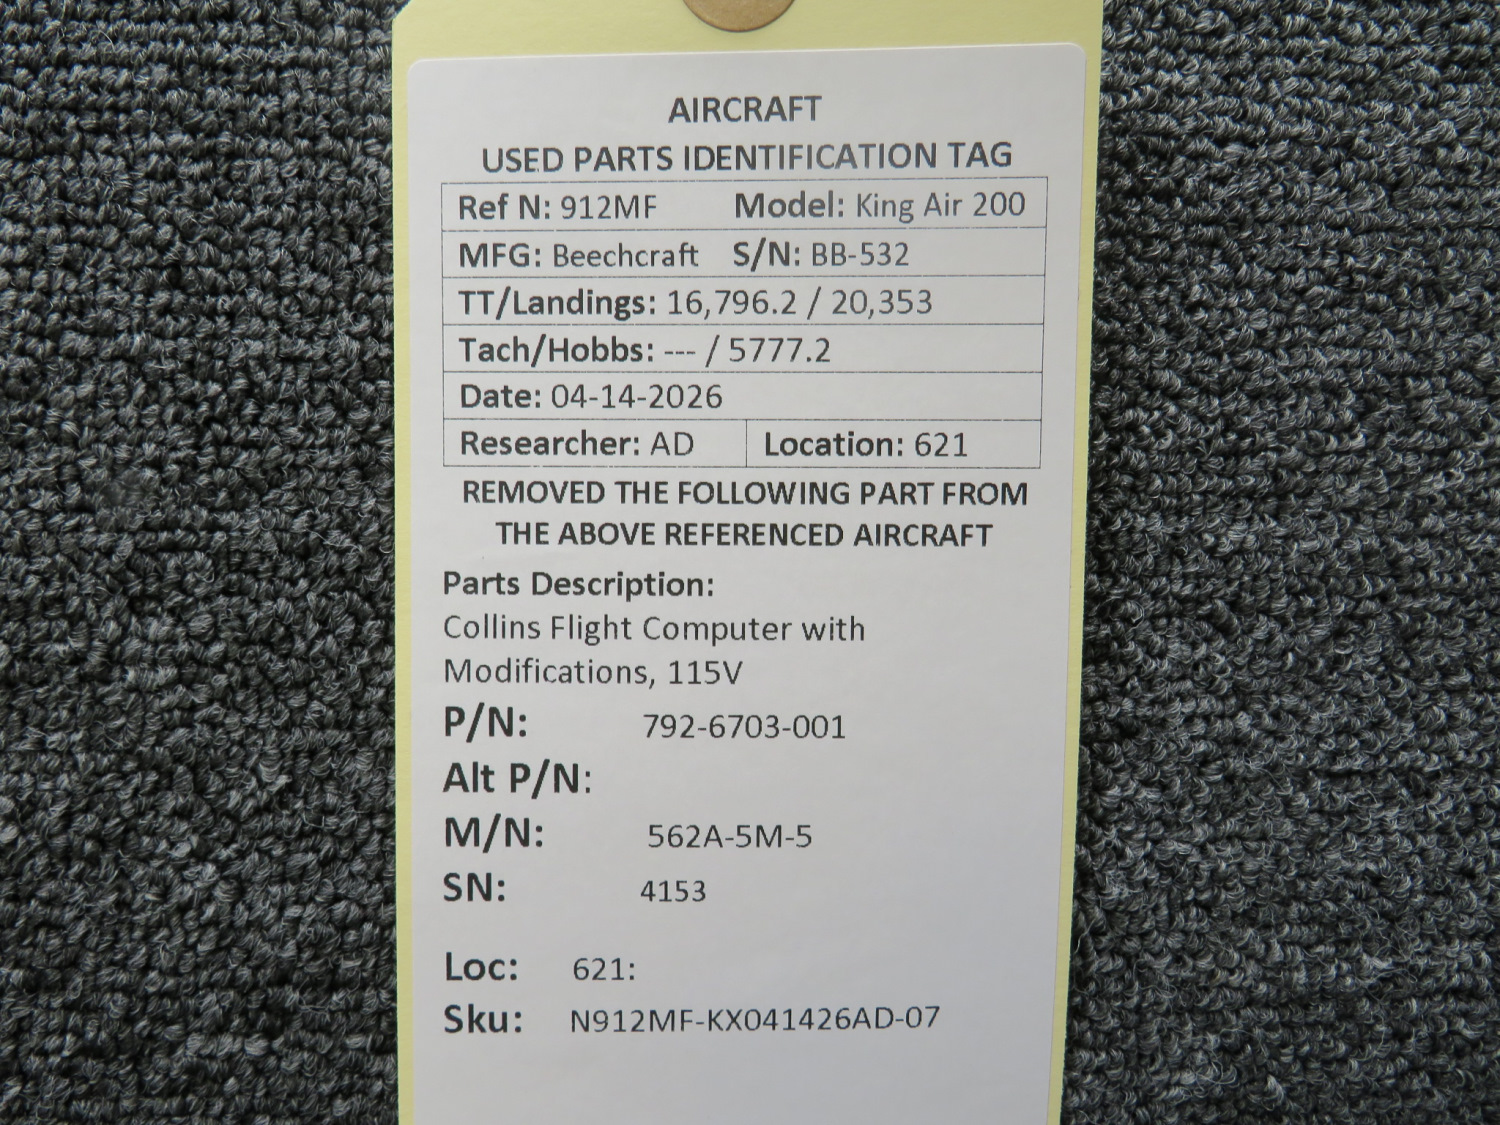 AIRCRAFT
USED PARTS IDENTIFICATION TAG
Ref N: 912MF Model: King Air 200
MFG: Beechcraft S/N: BB-532
TT/Landings: 16,796.2 / 20,353
Tach/Hobbs: --- / 5777.2
Date: 04-14-2026
Researcher: AD Location: 621
REMOVED THE FOLLOWING PART FROM
THE ABOVE REFERENCED AIRCRAFT
Parts Description:
Collins Flight Computer with
Modifications, 115V
P/N: 792-6703-001
Alt P/N:
M/N: 562A-5M-5
SN: 4153
Loc: 621:
Sku: N912MF-KX041426AD-07